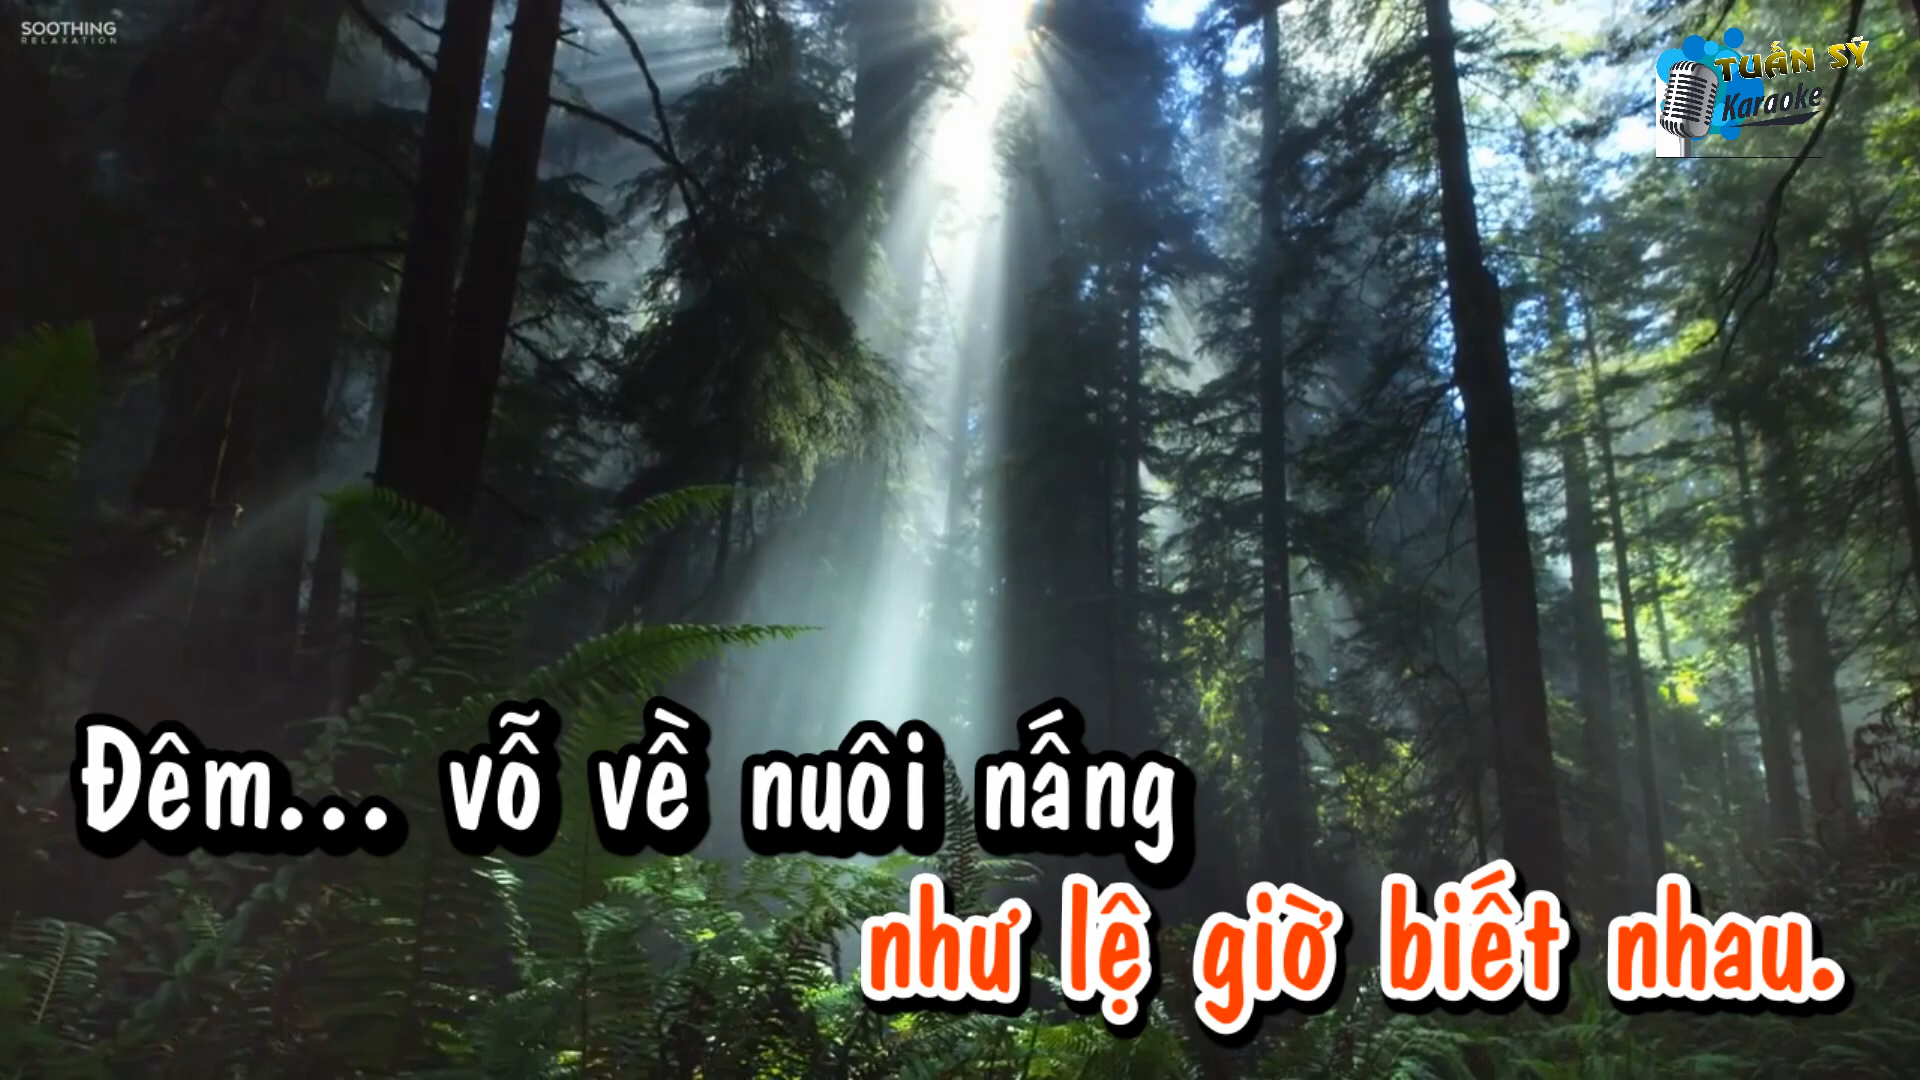 SOOTHING
RELAXATION
TUẤN SỸ
Karaoke
Đêm... vỗ về nuôi nấng
như lệ giờ biết nhau.